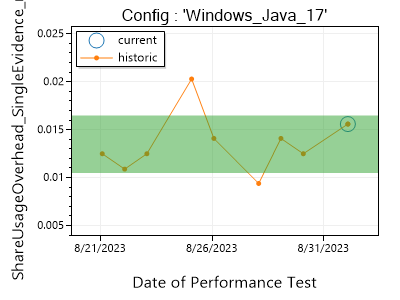 Config : 'Windows_Java_17'
ShareUsageOverhead_SingleEvidence_
0.025
0.02
0.015
0.01
0.005
current
historic
8/21/2023
8/26/2023
8/31/2023
Date of Performance Test